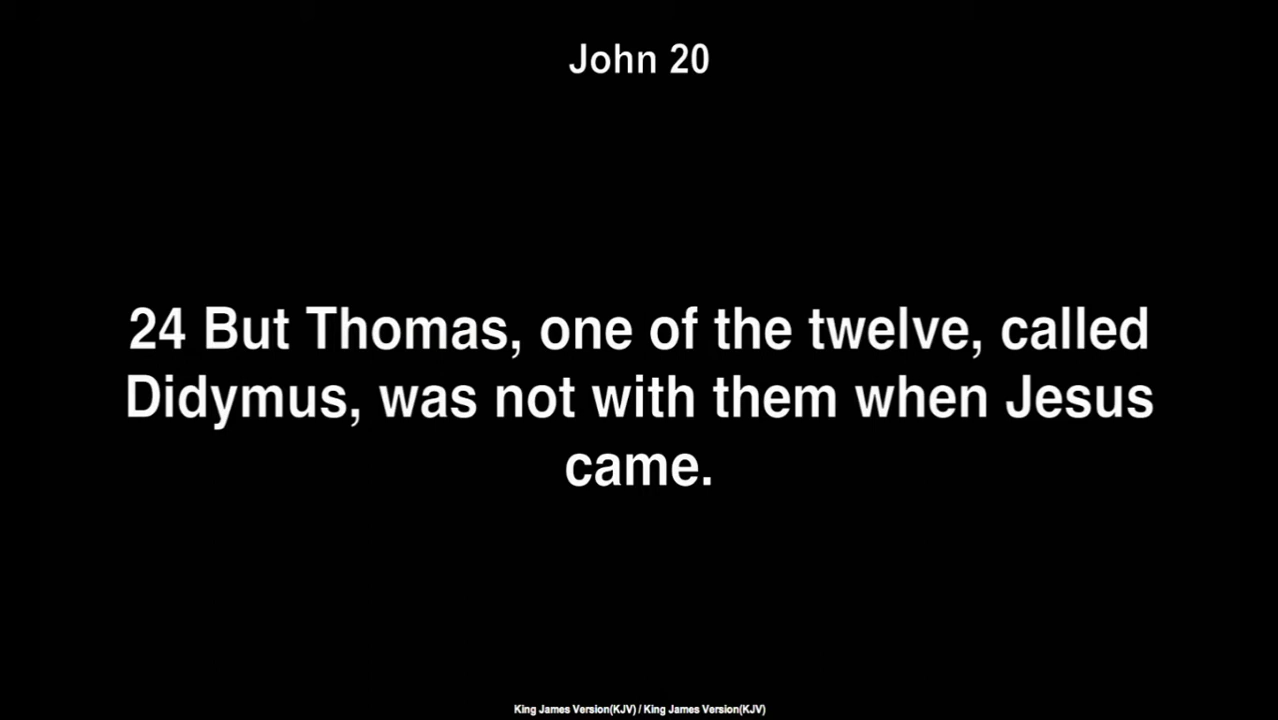 John 20
24 But Thomas, one of the twelve, called
Didymus, was not with them when Jesus
came.
King James Version(KJV) / King James Version(KJV)